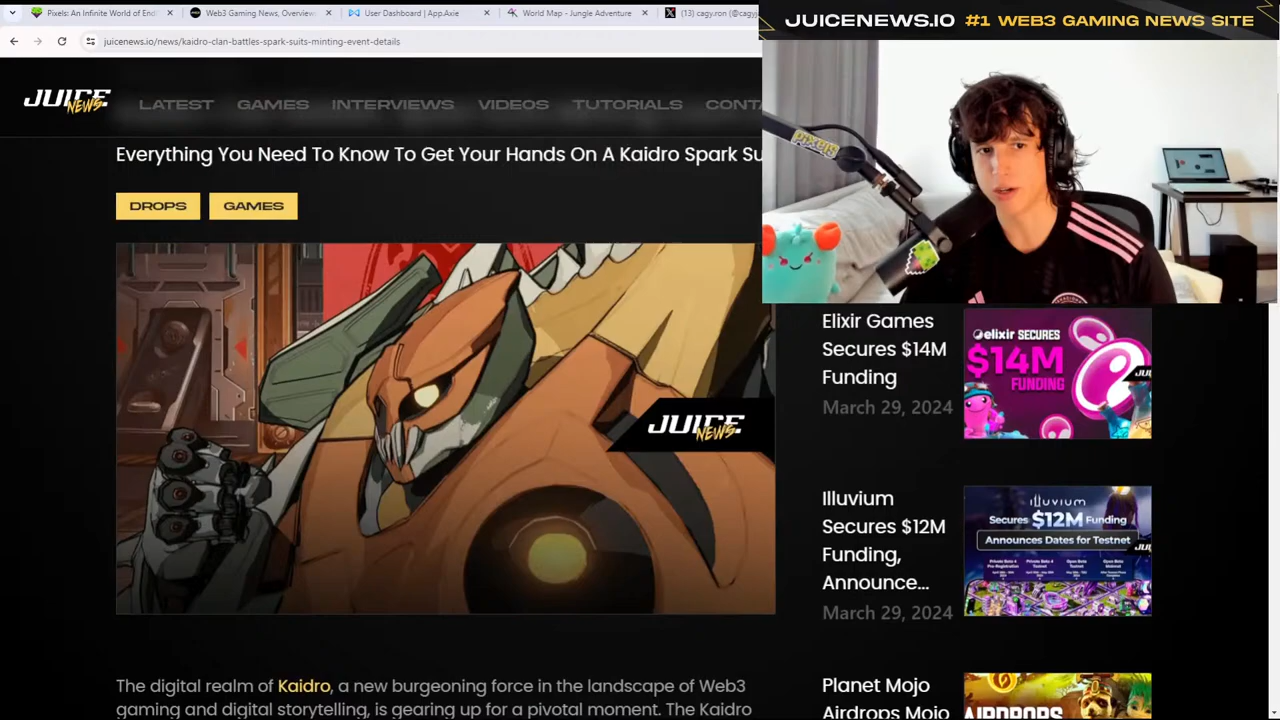 Pixels: An Infinite World of End
Web3 Gaming News, Overview
User Dashboard | App.Axie
World Map - Jungle Adventure
(13) cagy.ron (@cagyj
juicenews.io/news/kaidro-clan-battles-spark-suits-minting-event-details
JUICENEWS.IO #1 WEB3 GAMING NEWS SITE
JUICE
NEWS
LATEST GAMES INTERVIEWS VIDEOS TUTORIALS CONTA
pixels
Everything You Need To Know To Get Your Hands On A Kaidro Spark Su
DROPS GAMES
JUICE
NEWS
Elixir Games
Secures $14M
Funding
March 29, 2024
elixir SECURES
$14M
FUNDING
Illuvium
Secures $12M
Funding,
Announce...
March 29, 2024
ILLUVIUM
Secures $12M Funding
Announces Dates for Testnet
Planet Mojo
Airdrops Mojo
AIRDROPS
The digital realm of Kaidro, a new burgeoning force in the landscape of Web3
gaming and digital storytelling, is gearing up for a pivotal moment. The Kaidro